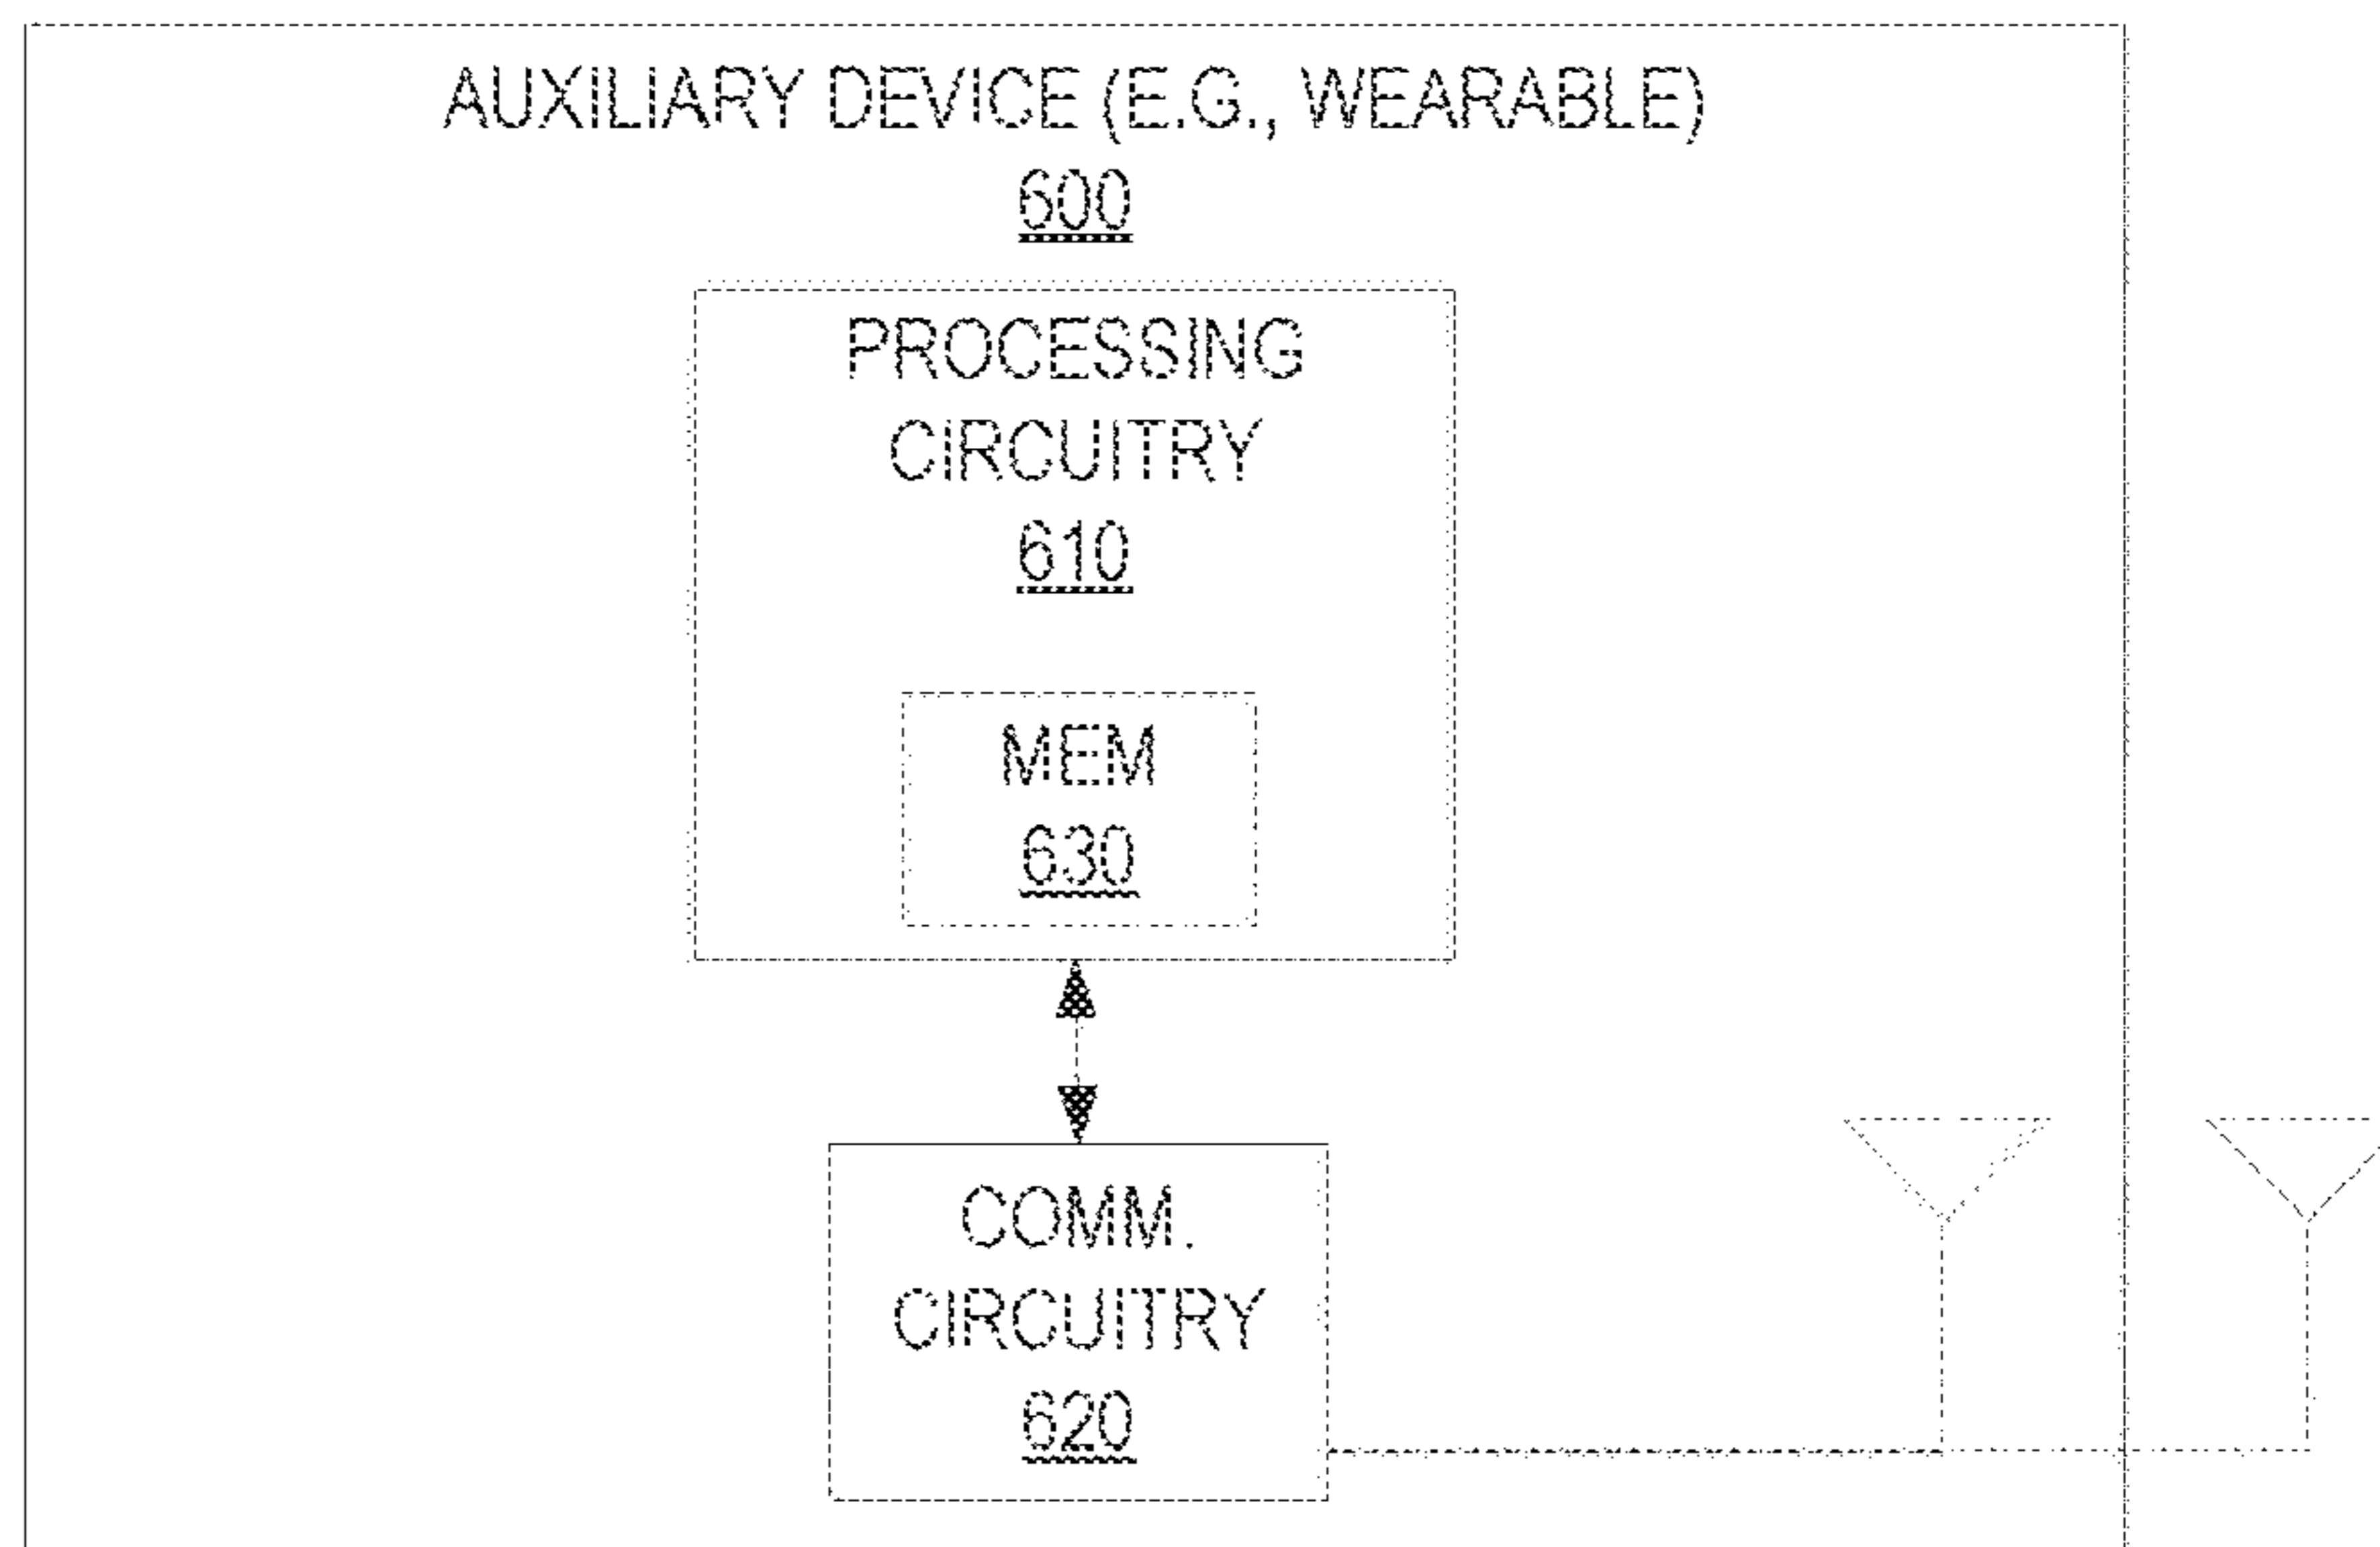 AUXILIARY DEVICE (E.G., WEARABLE)
600
PROCESSING
CIRCUITRY
610
MEM
630
COMM.
CIRCUITRY
620